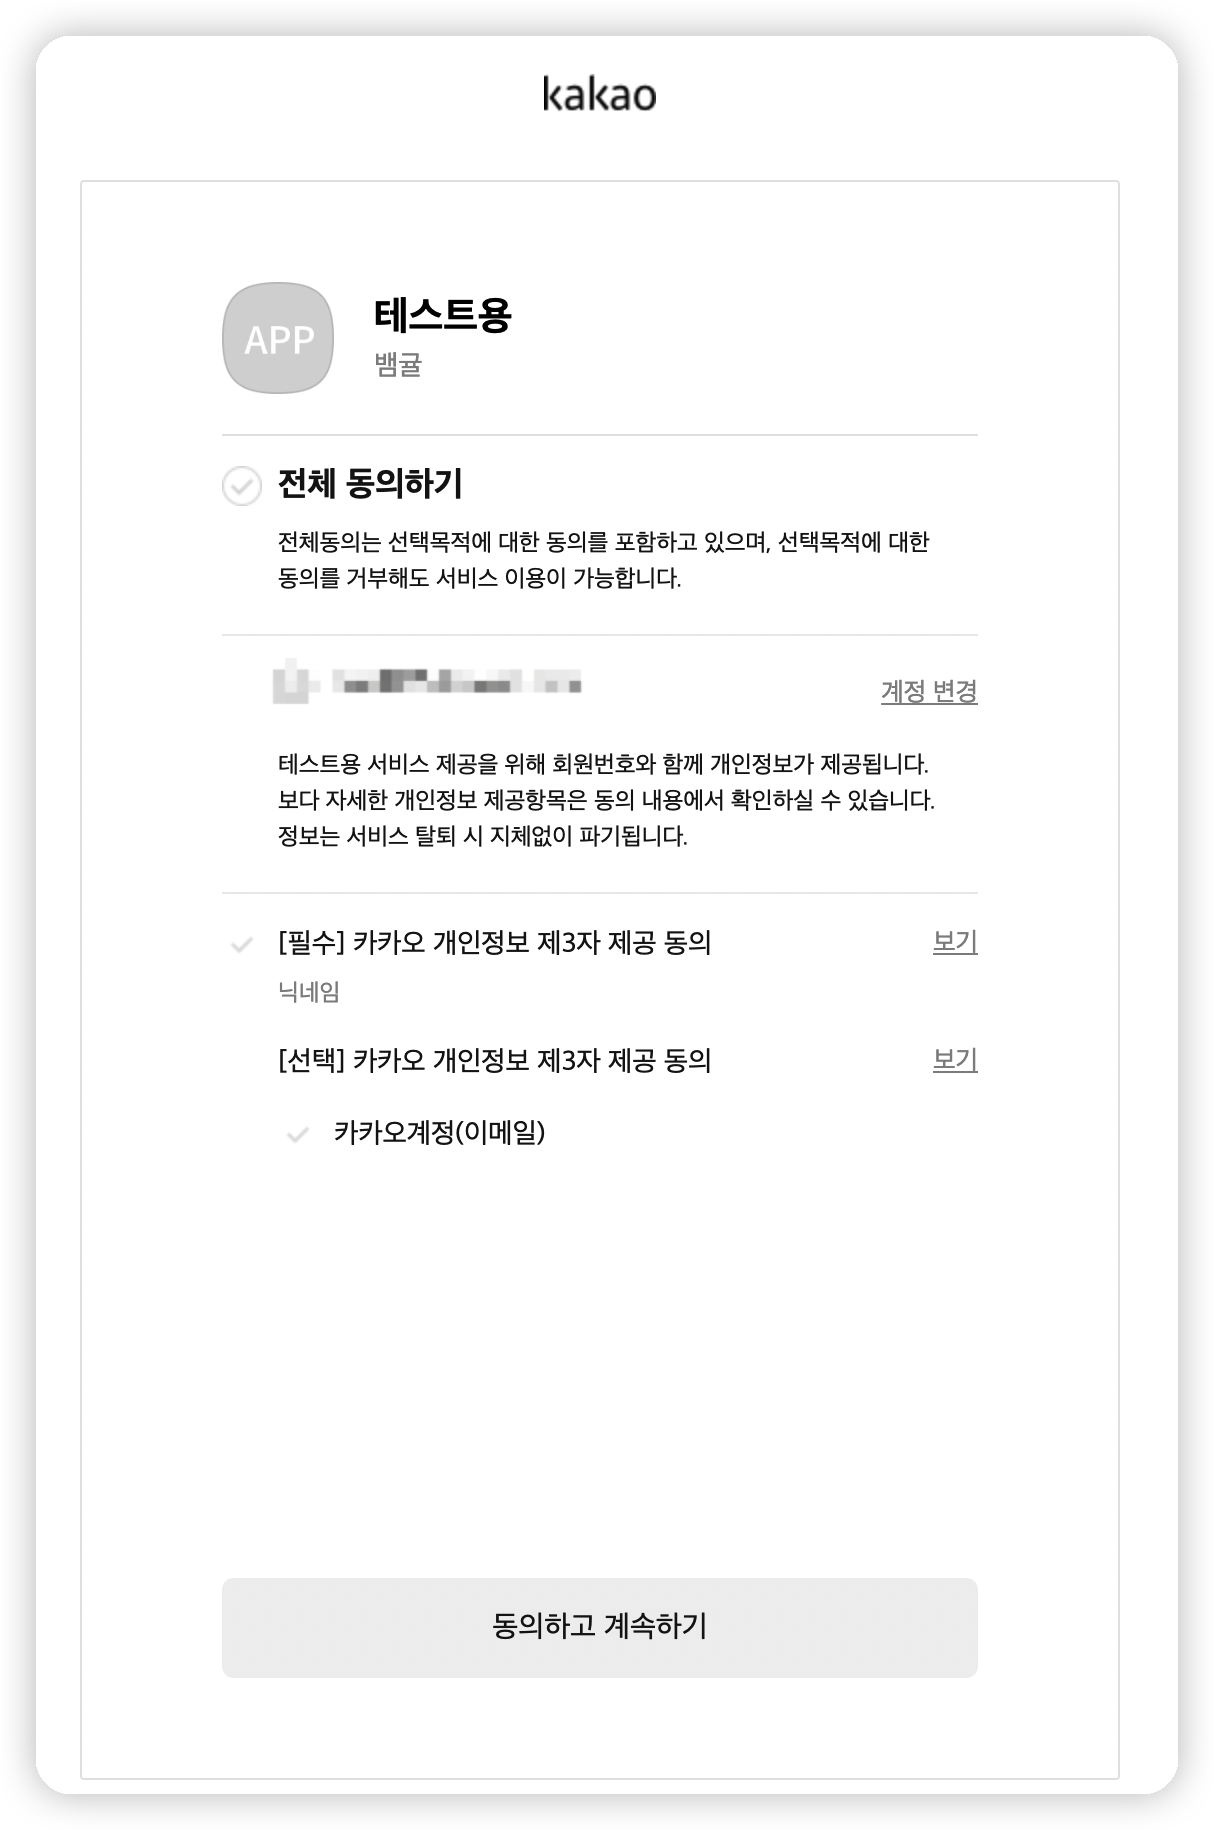 kakao
APP
테스트용
뱀귤
전체 동의하기
전체동의는 선택목적에 대한 동의를 포함하고 있으며, 선택목적에 대한
동의를 거부해도 서비스 이용이 가능합니다.
계정 변경
테스트용 서비스 제공을 위해 회원번호와 함께 개인정보가 제공됩니다.
보다 자세한 개인정보 제공항목은 동의 내용에서 확인하실 수 있습니다.
정보는 서비스 탈퇴 시 지체없이 파기됩니다.
[필수] 카카오 개인정보 제3자 제공 동의 보기
닉네임
[선택] 카카오 개인정보 제3자 제공 동의 보기
카카오계정(이메일)
동의하고 계속하기